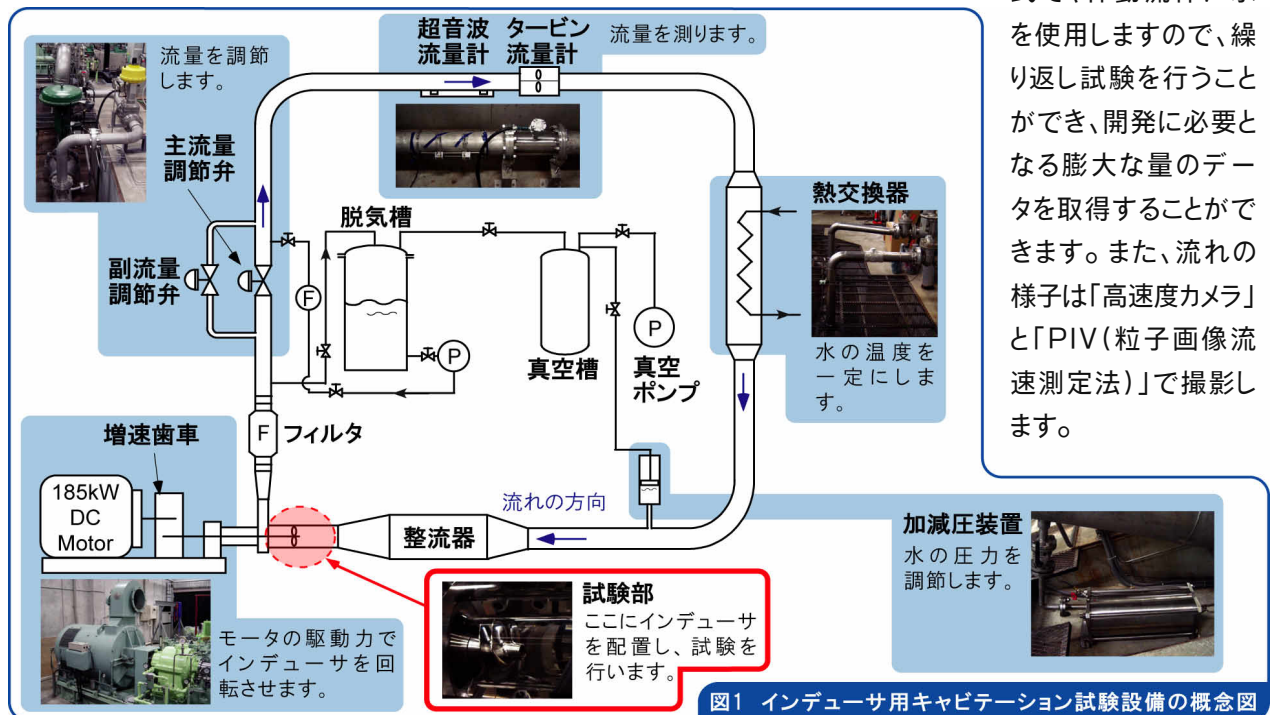 流量を調節
します。
主流量
調節弁
副流量
調節弁
超音波
流量計
タービン
流量計
流量を測ります。
脱気槽
F
P
真空槽
P
真空
ポンプ
熱交換器
水の温度を
一定にしま
す。
F
フィルタ
増速歯車
185kW
DC
Motor
モータの駆動力で
インデューサを回
転させます。
流れの方向
整流器
試験部
ここにインデューサ
を配置し、試験を
行います。
加減圧装置
水の圧力を
調節します。
図1 インデューサ用キャビテーション試験設備の概念図
を使用しますので、繰
り返し試験を行うこと
ができ、開発に必要と
なる膨大な量のデー
タを取得することがで
きます。また、流れの
様子は「高速度カメラ」
と「PIV(粒子画像流
速測定法)」で撮影し
ます。